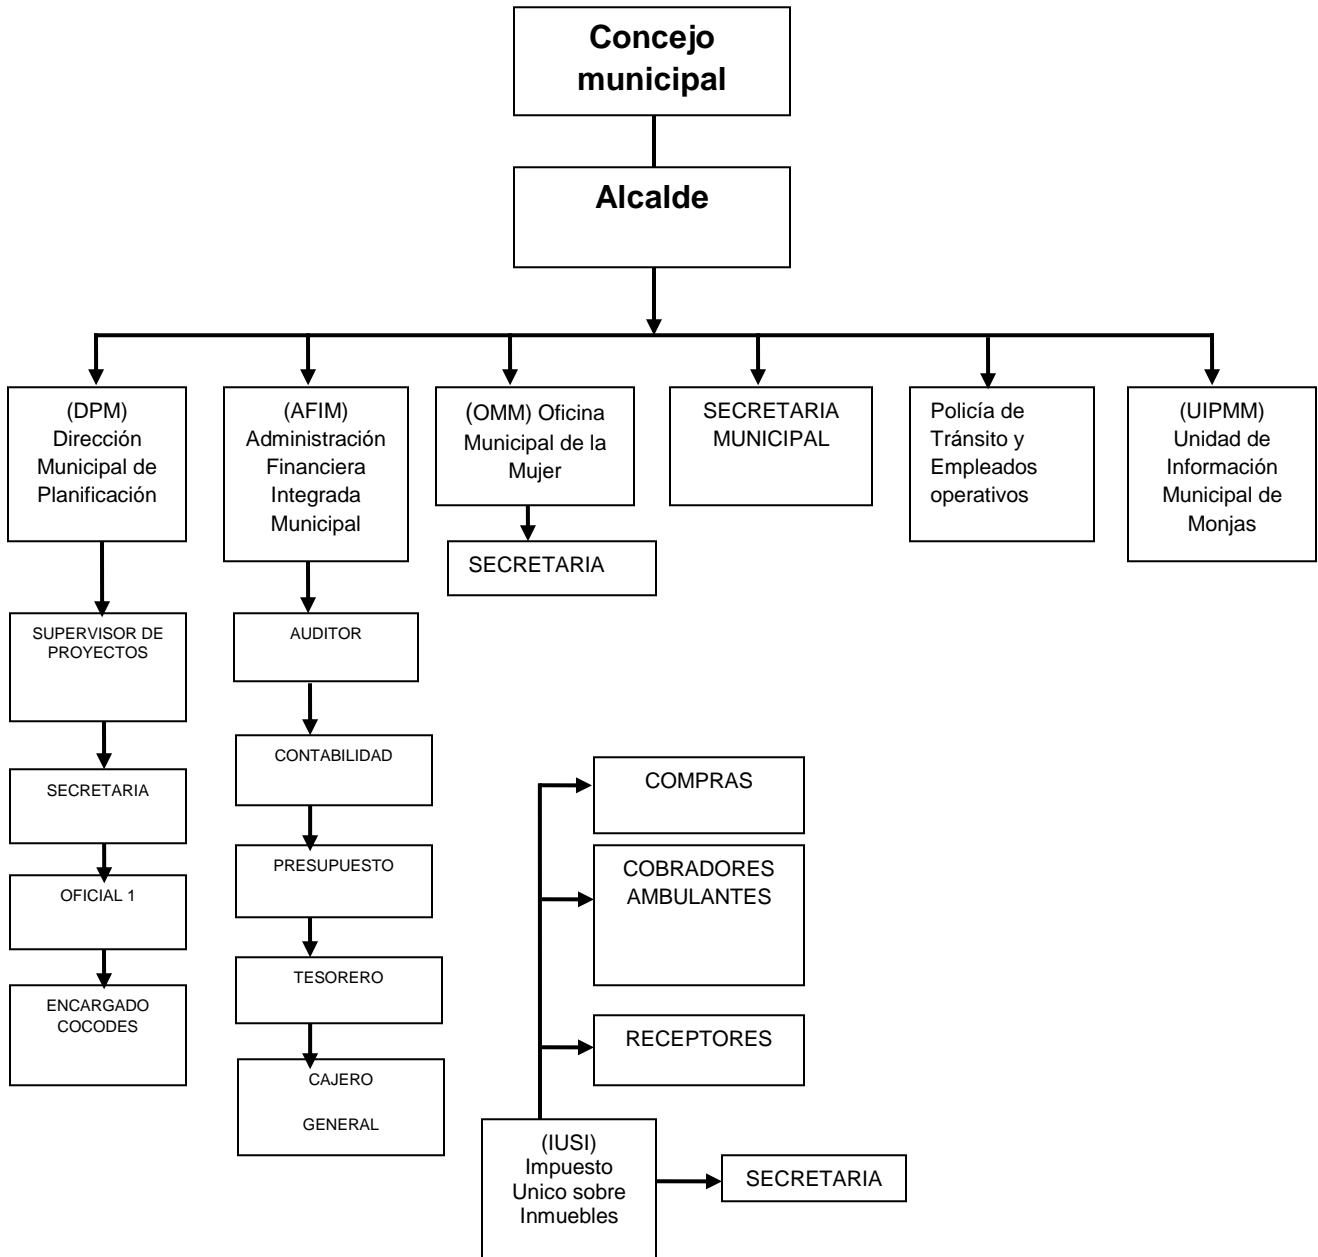 Concejo
municipal
Alcalde
(DPM)
Dirección
Municipal de
Planificación
(AFIM)
Administración
Financiera
Integrada
Municipal
(OMM) Oficina
Municipal de la
Mujer
SECRETARIA
MUNICIPAL
Policía de
Tránsito y
Empleados
operativos
(UIPMM)
Unidad de
Información
Municipal de
Monjas
SECRETARIA
SUPERVISOR DE
PROYECTOS
AUDITOR
SECRETARIA
CONTABILIDAD
COMPRAS
OFICIAL 1
PRESUPUESTO
COBRADORES
AMBULANTES
ENCARGADO
COCODES
TESORERO
RECEPTORES
CAJERO
GENERAL
(IUSI)
Impuesto
Unico sobre
Inmuebles
SECRETARIA